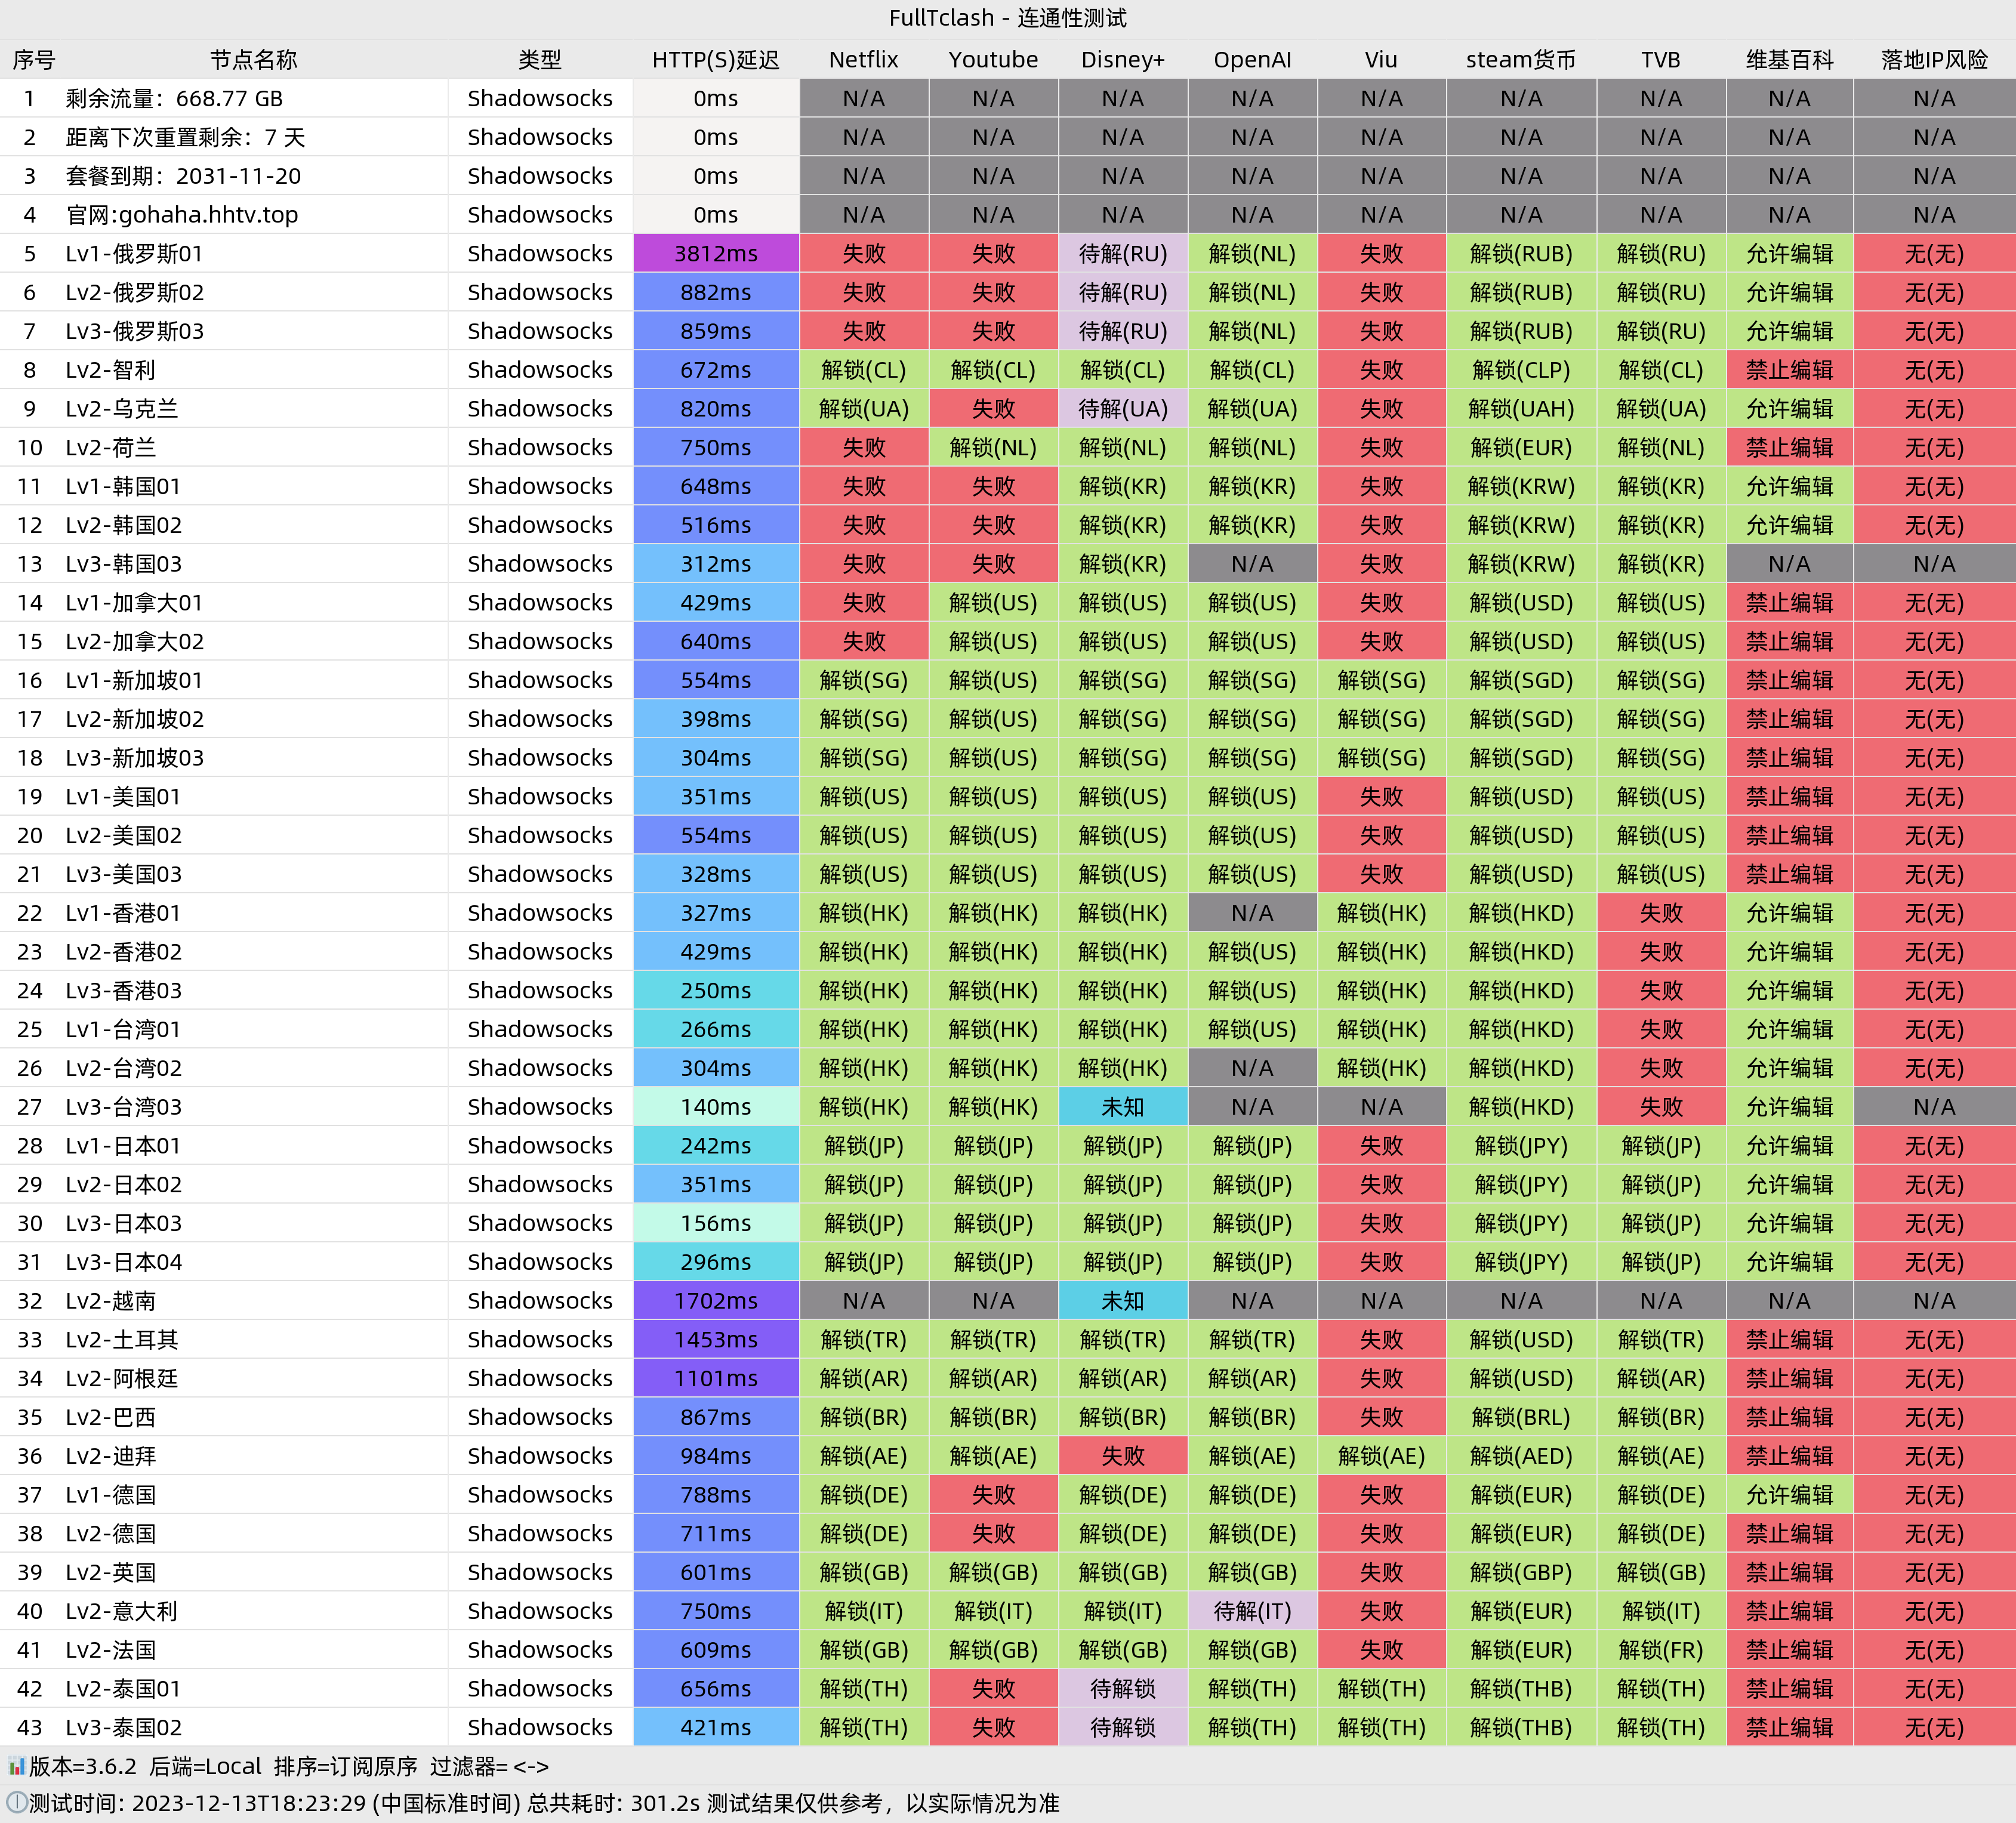 FullTclash - 连通性测试
序号 节点名称 类型 HTTP(S)延迟 Netflix Youtube Disney+ OpenAI Viu steam货币 TVB 维基百科 落地IP风险
1 剩余流量：668.77 GB Shadowsocks 0ms N/A N/A N/A N/A N/A N/A N/A N/A N/A
2 距离下次重置剩余：7 天 Shadowsocks 0ms N/A N/A N/A N/A N/A N/A N/A N/A N/A
3 套餐到期：2031-11-20 Shadowsocks 0ms N/A N/A N/A N/A N/A N/A N/A N/A N/A
4 官网:gohaha.hhtv.top Shadowsocks 0ms N/A N/A N/A N/A N/A N/A N/A N/A N/A
5 Lv1-俄罗斯01 Shadowsocks 3812ms 失败 失败 待解(RU) 解锁(NL) 失败 解锁(RUB) 解锁(RU) 允许编辑 无(无)
6 Lv2-俄罗斯02 Shadowsocks 882ms 失败 失败 待解(RU) 解锁(NL) 失败 解锁(RUB) 解锁(RU) 允许编辑 无(无)
7 Lv3-俄罗斯03 Shadowsocks 859ms 失败 失败 待解(RU) 解锁(NL) 失败 解锁(RUB) 解锁(RU) 允许编辑 无(无)
8 Lv2-智利 Shadowsocks 672ms 解锁(CL) 解锁(CL) 解锁(CL) 解锁(CL) 失败 解锁(CLP) 解锁(CL) 禁止编辑 无(无)
9 Lv2-乌克兰 Shadowsocks 820ms 解锁(UA) 失败 待解(UA) 解锁(UA) 失败 解锁(UAH) 解锁(UA) 允许编辑 无(无)
10 Lv2-荷兰 Shadowsocks 750ms 失败 解锁(NL) 解锁(NL) 解锁(NL) 失败 解锁(EUR) 解锁(NL) 禁止编辑 无(无)
11 Lv1-韩国01 Shadowsocks 648ms 失败 失败 解锁(KR) 解锁(KR) 失败 解锁(KRW) 解锁(KR) 允许编辑 无(无)
12 Lv2-韩国02 Shadowsocks 516ms 失败 失败 解锁(KR) 解锁(KR) 失败 解锁(KRW) 解锁(KR) 允许编辑 无(无)
13 Lv3-韩国03 Shadowsocks 312ms 失败 失败 解锁(KR) N/A 失败 解锁(KRW) 解锁(KR) N/A N/A
14 Lv1-加拿大01 Shadowsocks 429ms 失败 解锁(US) 解锁(US) 解锁(US) 失败 解锁(USD) 解锁(US) 禁止编辑 无(无)
15 Lv2-加拿大02 Shadowsocks 640ms 失败 解锁(US) 解锁(US) 解锁(US) 失败 解锁(USD) 解锁(US) 禁止编辑 无(无)
16 Lv1-新加坡01 Shadowsocks 554ms 解锁(SG) 解锁(US) 解锁(SG) 解锁(SG) 解锁(SG) 解锁(SGD) 解锁(SG) 禁止编辑 无(无)
17 Lv2-新加坡02 Shadowsocks 398ms 解锁(SG) 解锁(US) 解锁(SG) 解锁(SG) 解锁(SG) 解锁(SGD) 解锁(SG) 禁止编辑 无(无)
18 Lv3-新加坡03 Shadowsocks 304ms 解锁(SG) 解锁(US) 解锁(SG) 解锁(SG) 解锁(SG) 解锁(SGD) 解锁(SG) 禁止编辑 无(无)
19 Lv1-美国01 Shadowsocks 351ms 解锁(US) 解锁(US) 解锁(US) 解锁(US) 失败 解锁(USD) 解锁(US) 禁止编辑 无(无)
20 Lv2-美国02 Shadowsocks 554ms 解锁(US) 解锁(US) 解锁(US) 解锁(US) 失败 解锁(USD) 解锁(US) 禁止编辑 无(无)
21 Lv3-美国03 Shadowsocks 328ms 解锁(US) 解锁(US) 解锁(US) 解锁(US) 失败 解锁(USD) 解锁(US) 禁止编辑 无(无)
22 Lv1-香港01 Shadowsocks 327ms 解锁(HK) 解锁(HK) 解锁(HK) N/A 解锁(HK) 解锁(HKD) 失败 允许编辑 无(无)
23 Lv2-香港02 Shadowsocks 429ms 解锁(HK) 解锁(HK) 解锁(HK) 解锁(US) 解锁(HK) 解锁(HKD) 失败 允许编辑 无(无)
24 Lv3-香港03 Shadowsocks 250ms 解锁(HK) 解锁(HK) 解锁(HK) 解锁(US) 解锁(HK) 解锁(HKD) 失败 允许编辑 无(无)
25 Lv1-台湾01 Shadowsocks 266ms 解锁(HK) 解锁(HK) 解锁(HK) 解锁(US) 解锁(HK) 解锁(HKD) 失败 允许编辑 无(无)
26 Lv2-台湾02 Shadowsocks 304ms 解锁(HK) 解锁(HK) 解锁(HK) N/A 解锁(HK) 解锁(HKD) 失败 允许编辑 无(无)
27 Lv3-台湾03 Shadowsocks 140ms 解锁(HK) 解锁(HK) 未知 N/A N/A 解锁(HKD) 失败 允许编辑 N/A
28 Lv1-日本01 Shadowsocks 242ms 解锁(JP) 解锁(JP) 解锁(JP) 解锁(JP) 失败 解锁(JPY) 解锁(JP) 允许编辑 无(无)
29 Lv2-日本02 Shadowsocks 351ms 解锁(JP) 解锁(JP) 解锁(JP) 解锁(JP) 失败 解锁(JPY) 解锁(JP) 允许编辑 无(无)
30 Lv3-日本03 Shadowsocks 156ms 解锁(JP) 解锁(JP) 解锁(JP) 解锁(JP) 失败 解锁(JPY) 解锁(JP) 允许编辑 无(无)
31 Lv3-日本04 Shadowsocks 296ms 解锁(JP) 解锁(JP) 解锁(JP) 解锁(JP) 失败 解锁(JPY) 解锁(JP) 允许编辑 无(无)
32 Lv2-越南 Shadowsocks 1702ms N/A N/A 未知 N/A N/A N/A N/A N/A N/A
33 Lv2-土耳其 Shadowsocks 1453ms 解锁(TR) 解锁(TR) 解锁(TR) 解锁(TR) 失败 解锁(USD) 解锁(TR) 禁止编辑 无(无)
34 Lv2-阿根廷 Shadowsocks 1101ms 解锁(AR) 解锁(AR) 解锁(AR) 解锁(AR) 失败 解锁(USD) 解锁(AR) 禁止编辑 无(无)
35 Lv2-巴西 Shadowsocks 867ms 解锁(BR) 解锁(BR) 解锁(BR) 解锁(BR) 失败 解锁(BRL) 解锁(BR) 禁止编辑 无(无)
36 Lv2-迪拜 Shadowsocks 984ms 解锁(AE) 解锁(AE) 失败 解锁(AE) 解锁(AE) 解锁(AED) 解锁(AE) 禁止编辑 无(无)
37 Lv1-德国 Shadowsocks 788ms 解锁(DE) 失败 解锁(DE) 解锁(DE) 失败 解锁(EUR) 解锁(DE) 允许编辑 无(无)
38 Lv2-德国 Shadowsocks 711ms 解锁(DE) 失败 解锁(DE) 解锁(DE) 失败 解锁(EUR) 解锁(DE) 禁止编辑 无(无)
39 Lv2-英国 Shadowsocks 601ms 解锁(GB) 解锁(GB) 解锁(GB) 解锁(GB) 失败 解锁(GBP) 解锁(GB) 禁止编辑 无(无)
40 Lv2-意大利 Shadowsocks 750ms 解锁(IT) 解锁(IT) 解锁(IT) 待解(IT) 失败 解锁(EUR) 解锁(IT) 禁止编辑 无(无)
41 Lv2-法国 Shadowsocks 609ms 解锁(GB) 解锁(GB) 解锁(GB) 解锁(GB) 失败 解锁(EUR) 解锁(FR) 禁止编辑 无(无)
42 Lv2-泰国01 Shadowsocks 656ms 解锁(TH) 失败 待解锁 解锁(TH) 解锁(TH) 解锁(THB) 解锁(TH) 禁止编辑 无(无)
43 Lv3-泰国02 Shadowsocks 421ms 解锁(TH) 失败 待解锁 解锁(TH) 解锁(TH) 解锁(THB) 解锁(TH) 禁止编辑 无(无)
版本=3.6.2 后端=Local 排序=订阅原序 过滤器= <->
测试时间: 2023-12-13T18:23:29 (中国标准时间) 总共耗时: 301.2s 测试结果仅供参考，以实际情况为准